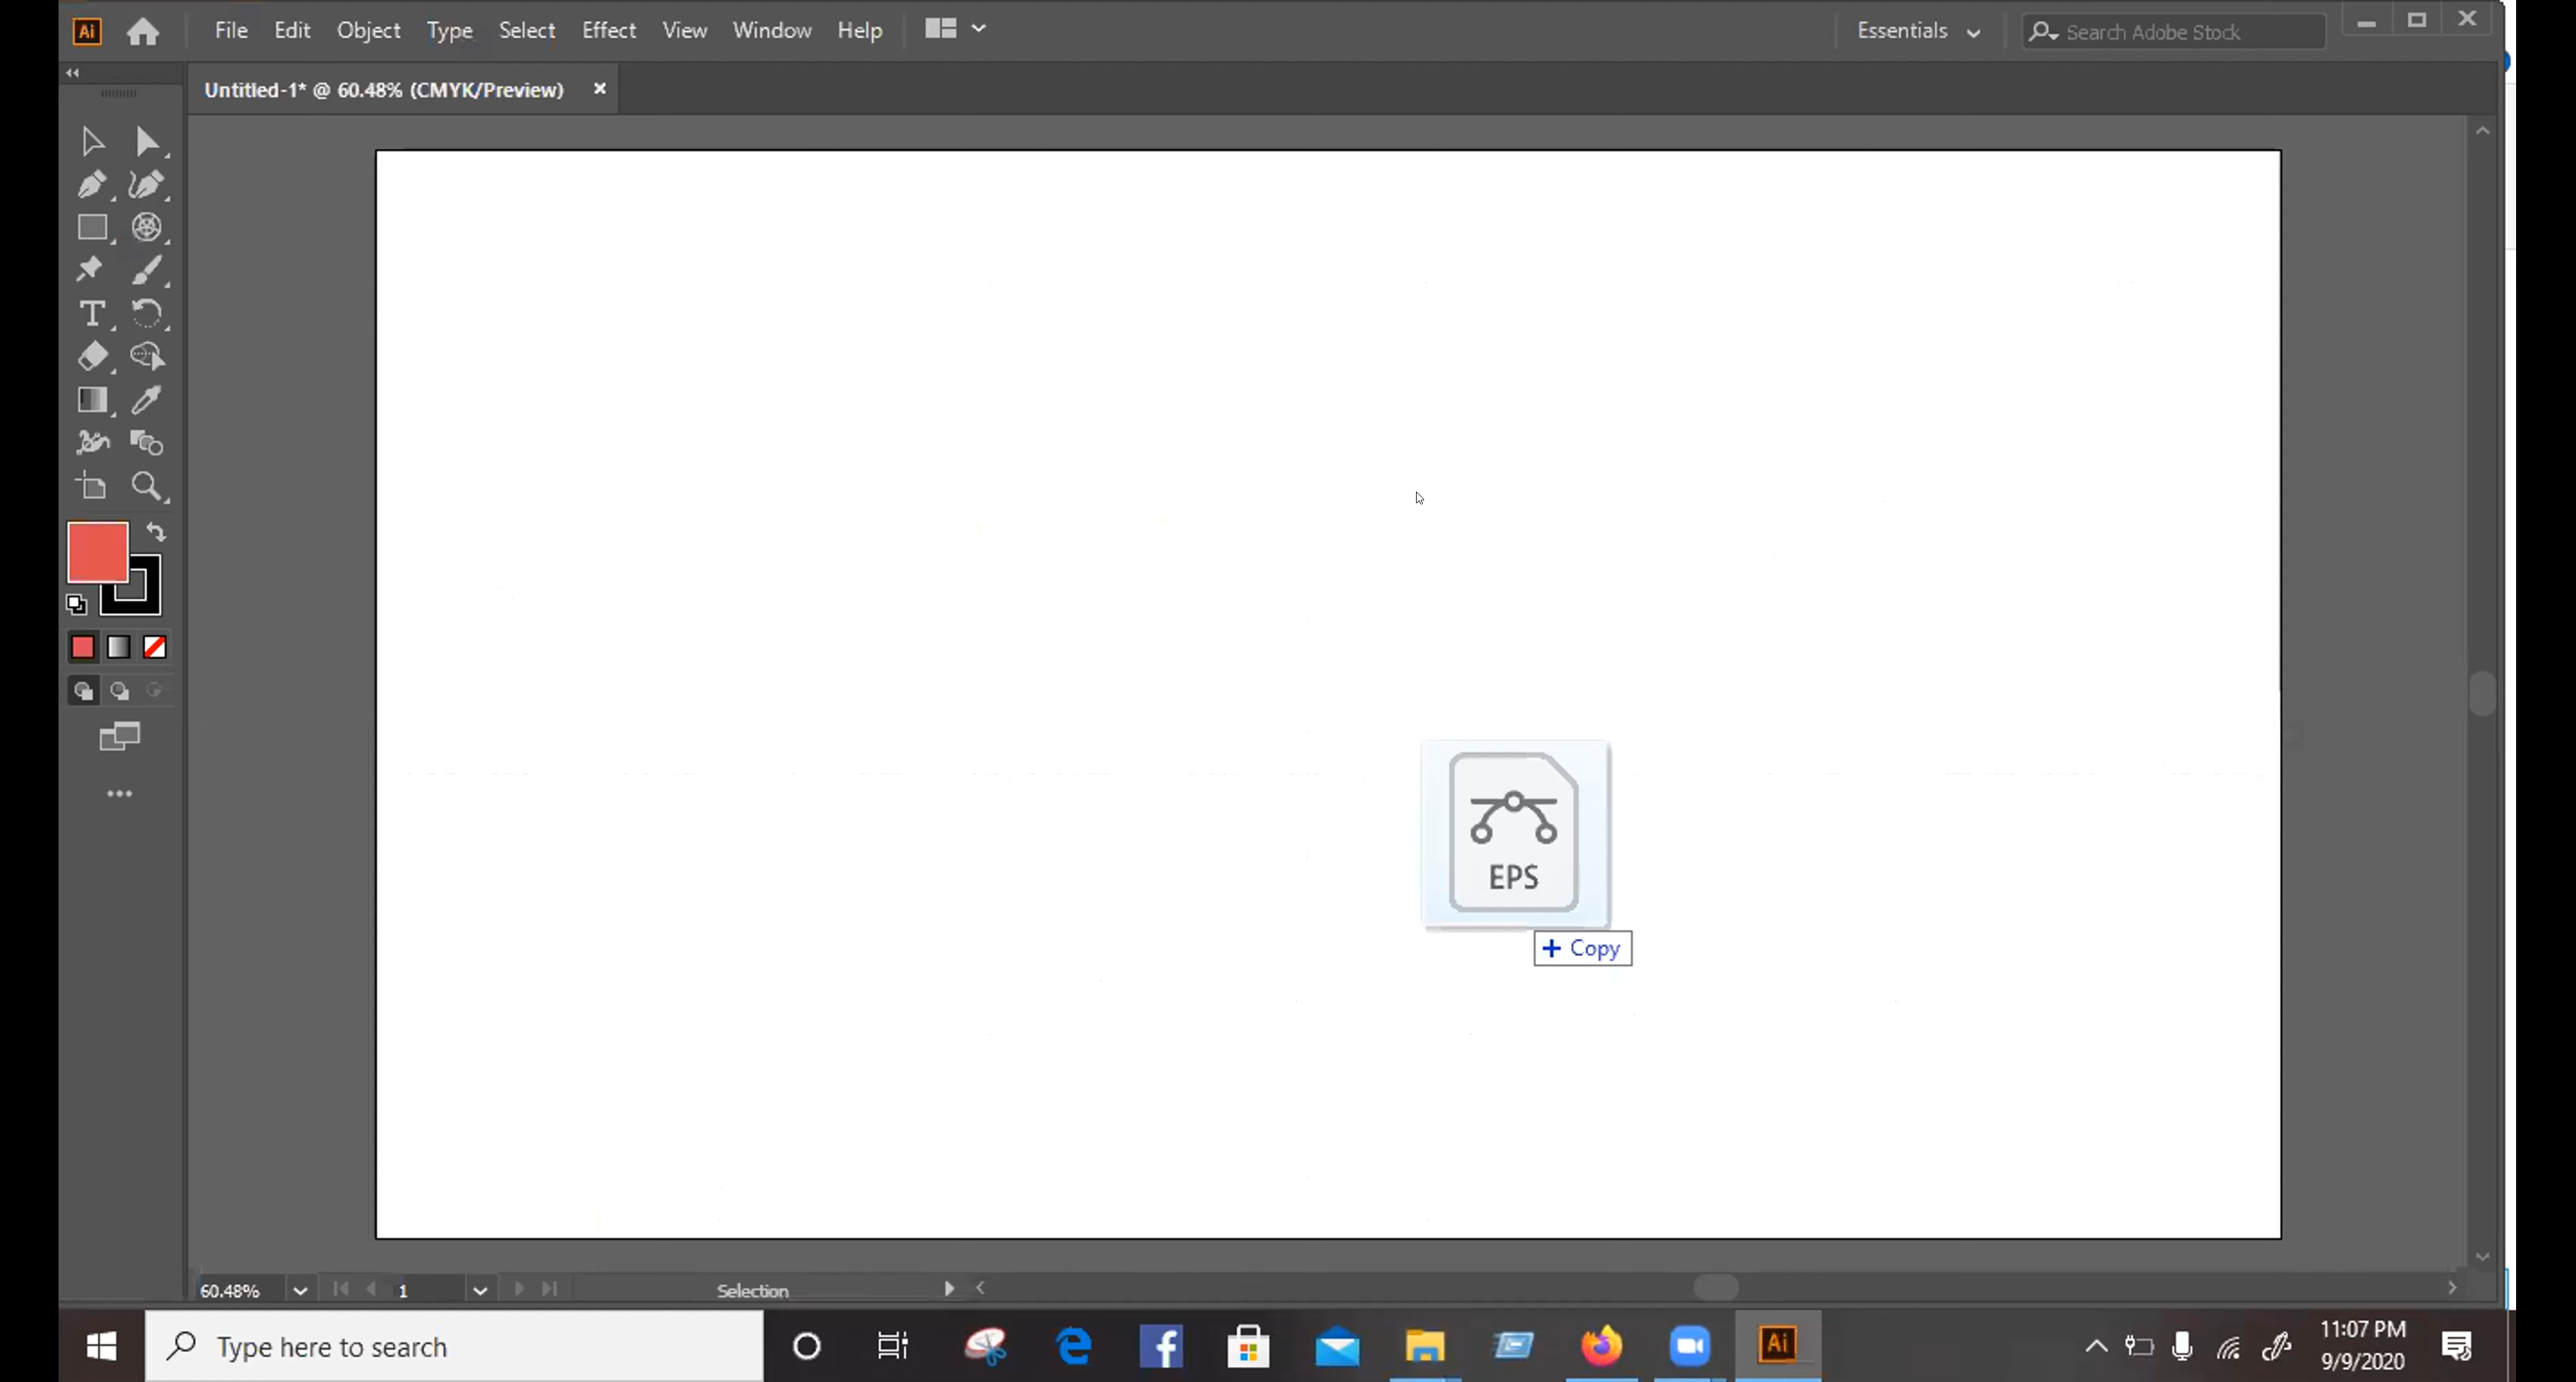 Ai File Edit Object Type Select Effect View Window Help Essentials Search Adobe Stock
Untitled-1* @ 60.48% (CMYK/Preview)
EPS
+ Copy
60.48% 1 Selection
Type here to search
Ai
11:07 PM
9/9/2020